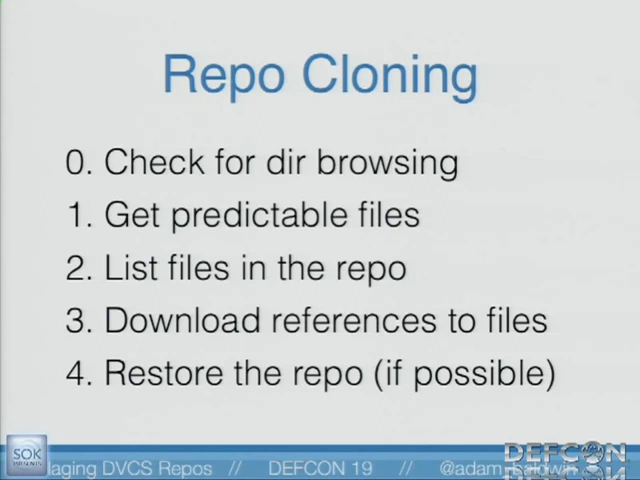 Repo Cloning
0. Check for dir browsing
1. Get predictable files
2. List files in the repo
3. Download references to files
4. Restore the repo (if possible)
SOK
aging DVCS Repos // DEFCON 19 // @adam_baldwin
DEFCON